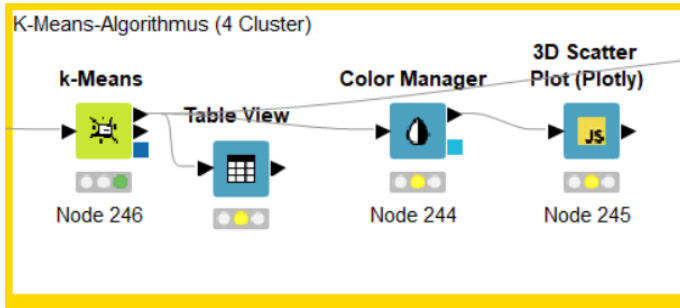 K-Means-Algorithmus (4 Cluster)
3D Scatter
k-Means
Color Manager
Plot (Plotly)
Table View
JS
Node 246
Node 244
Node 245